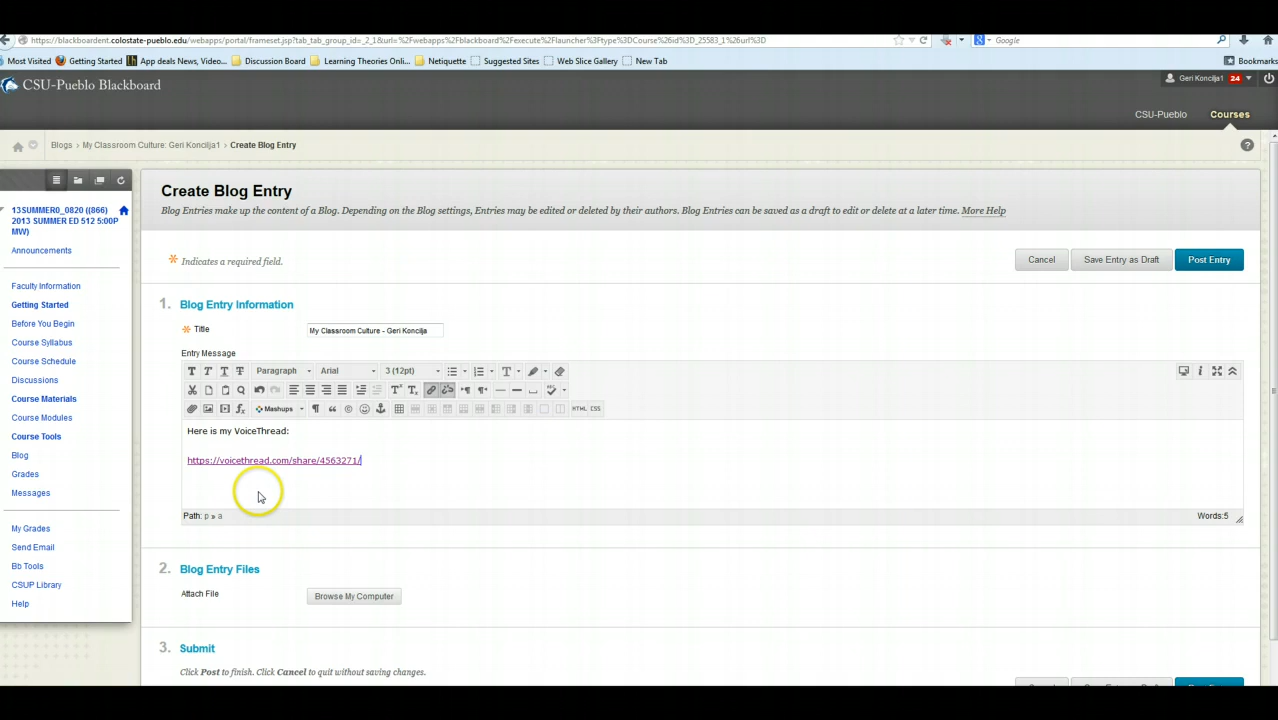 https://blackboardent.colostate-pueblo.edu/webapps/portal/frameset.jsp?tab_tab_group_id=_2_1&url=%2Fwebapps%2Fblackboard%2Fexecute%2Flauncher%3Ftype%3DCourse%26id%3D_25583_1%26url%3D
Google
Most Visited Getting Started App deals News, Video,... Discussion Board Learning Theories Onli... Netiquette Suggested Sites Web Slice Gallery New Tab Bookmarks
CSU-Pueblo Blackboard
Geri Koncilja1 24
CSU-Pueblo Courses
Blogs > My Classroom Culture: Geri Koncilja1 > Create Blog Entry
13SUMMER0_0820 ((866)
2013 SUMMER ED 512 5:00P
MW)
Announcements
Faculty Information
Getting Started
Before You Begin
Course Syllabus
Course Schedule
Discussions
Course Materials
Course Modules
Course Tools
Blog
Grades
Messages
My Grades
Send Email
Bb Tools
CSUP Library
Help
Create Blog Entry
Blog Entries make up the content of a Blog. Depending on the Blog settings, Entries may be edited or deleted by their authors. Blog Entries can be saved as a draft to edit or delete at a later time. More Help
* Indicates a required field.
Cancel Save Entry as Draft Post Entry
1. Blog Entry Information
* Title My Classroom Culture - Geri Koncilja
Entry Message
T T T T Paragraph Arial 3 (12pt)
Mashups HTML CSS
Here is my VoiceThread:
https://voicethread.com/share/4563271/
Path: p » a Words:5
2. Blog Entry Files
Attach File Browse My Computer
3. Submit
Click Post to finish. Click Cancel to quit without saving changes.